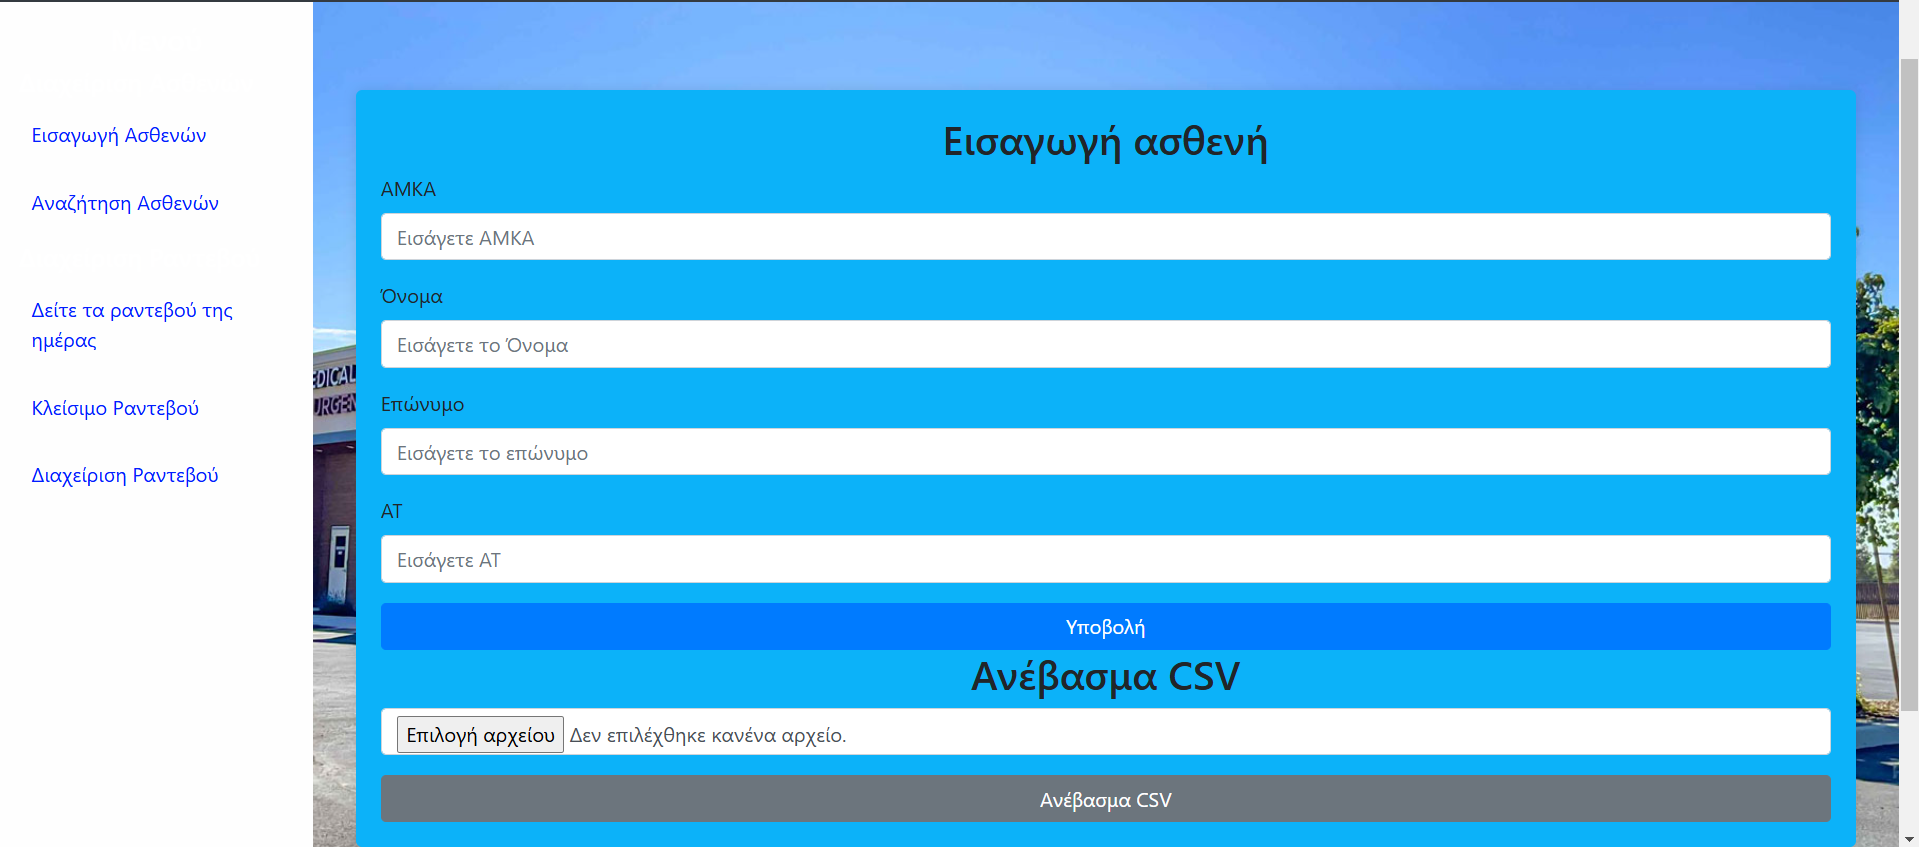 Εισαγωγή Ασθενών
Αναζήτηση Ασθενών
Δείτε τα ραντεβού της
ημέρας
Κλείσιμο Ραντεβού
Διαχείριση Ραντεβού
Εισαγωγή ασθενή
ΑΜΚΑ
Εισάγετε ΑΜΚΑ
Όνομα
Εισάγετε το Όνομα
Επώνυμο
Εισάγετε το επώνυμο
ΑΤ
Εισάγετε ΑΤ
Υποβολή
Ανέβασμα CSV
Επιλογή αρχείου Δεν επιλέχθηκε κανένα αρχείο.
Ανέβασμα CSV